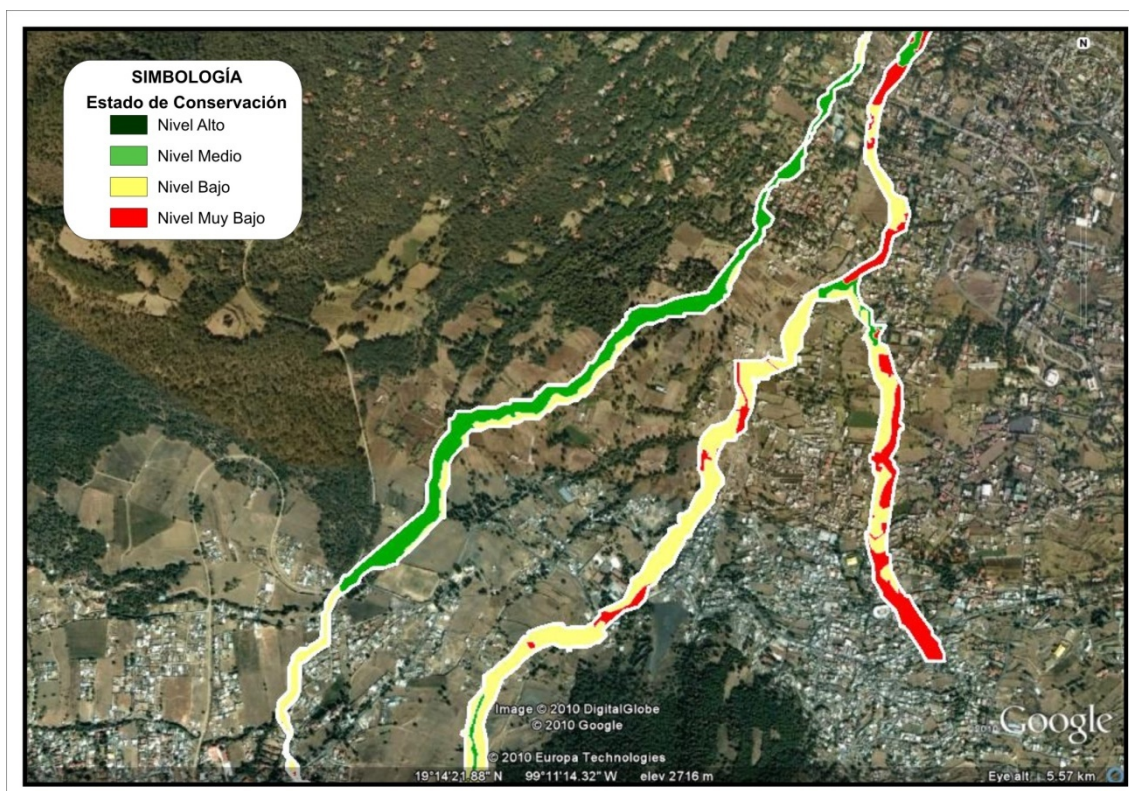 SIMBOLOGÍA
Estado de Conservación
Nivel Alto
Nivel Medio
Nivel Bajo
Nivel Muy Bajo
N
Image © 2010 DigitalGlobe
© 2010 Google
© 2010 Europa Technologies
Google
19°14'21.88" N 99°11'14.32" W elev 2716 m
Eye alt 5.57 km